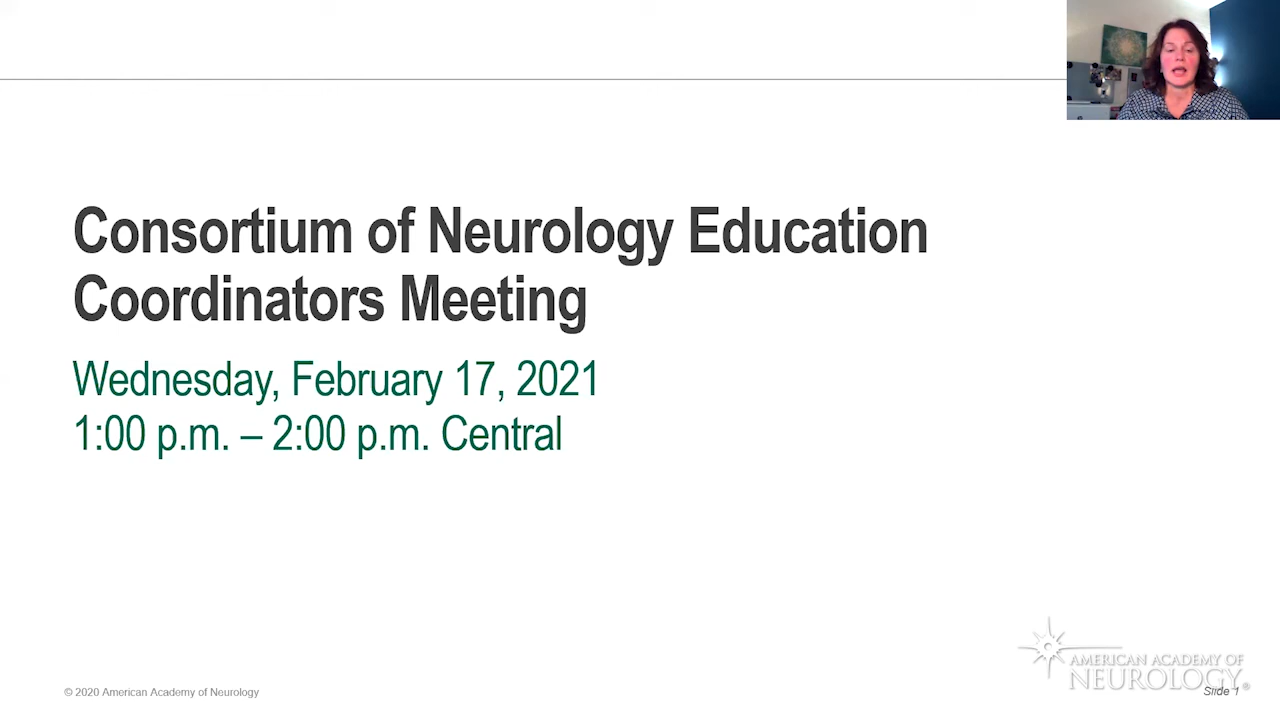 Consortium of Neurology Education
Coordinators Meeting
Wednesday, February 17, 2021
1:00 p.m. – 2:00 p.m. Central
AMERICAN ACADEMY OF
NEUROLOGY®
© 2020 American Academy of Neurology
Slide 1